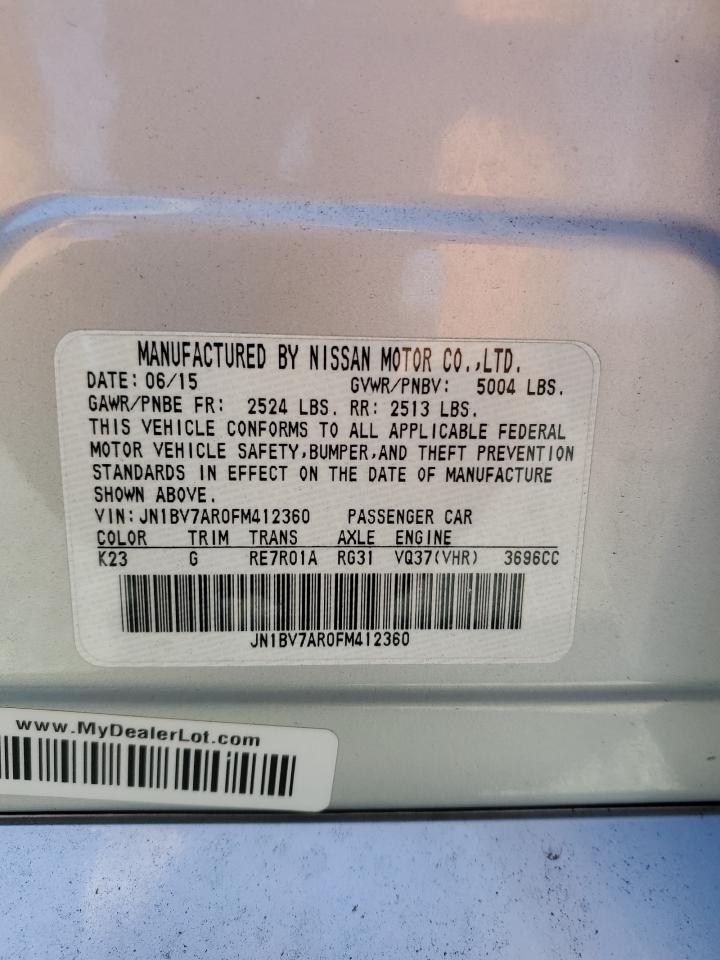 MANUFACTURED BY NISSAN MOTOR CO.,LTD.
DATE: 06/15 GVWR/PNBV: 5004 LBS.
GAWR/PNBE FR: 2524 LBS. RR: 2513 LBS.
THIS VEHICLE CONFORMS TO ALL APPLICABLE FEDERAL
MOTOR VEHICLE SAFETY,BUMPER,AND THEFT PREVENTION
STANDARDS IN EFFECT ON THE DATE OF MANUFACTURE
SHOWN ABOVE.
VIN: JN1BV7AR0FM412360 PASSENGER CAR
COLOR TRIM TRANS AXLE ENGINE
K23 G RE7R01A RG31 VQ37(VHR) 3696CC
JN1BV7AR0FM412360
www.MyDealerLot.com